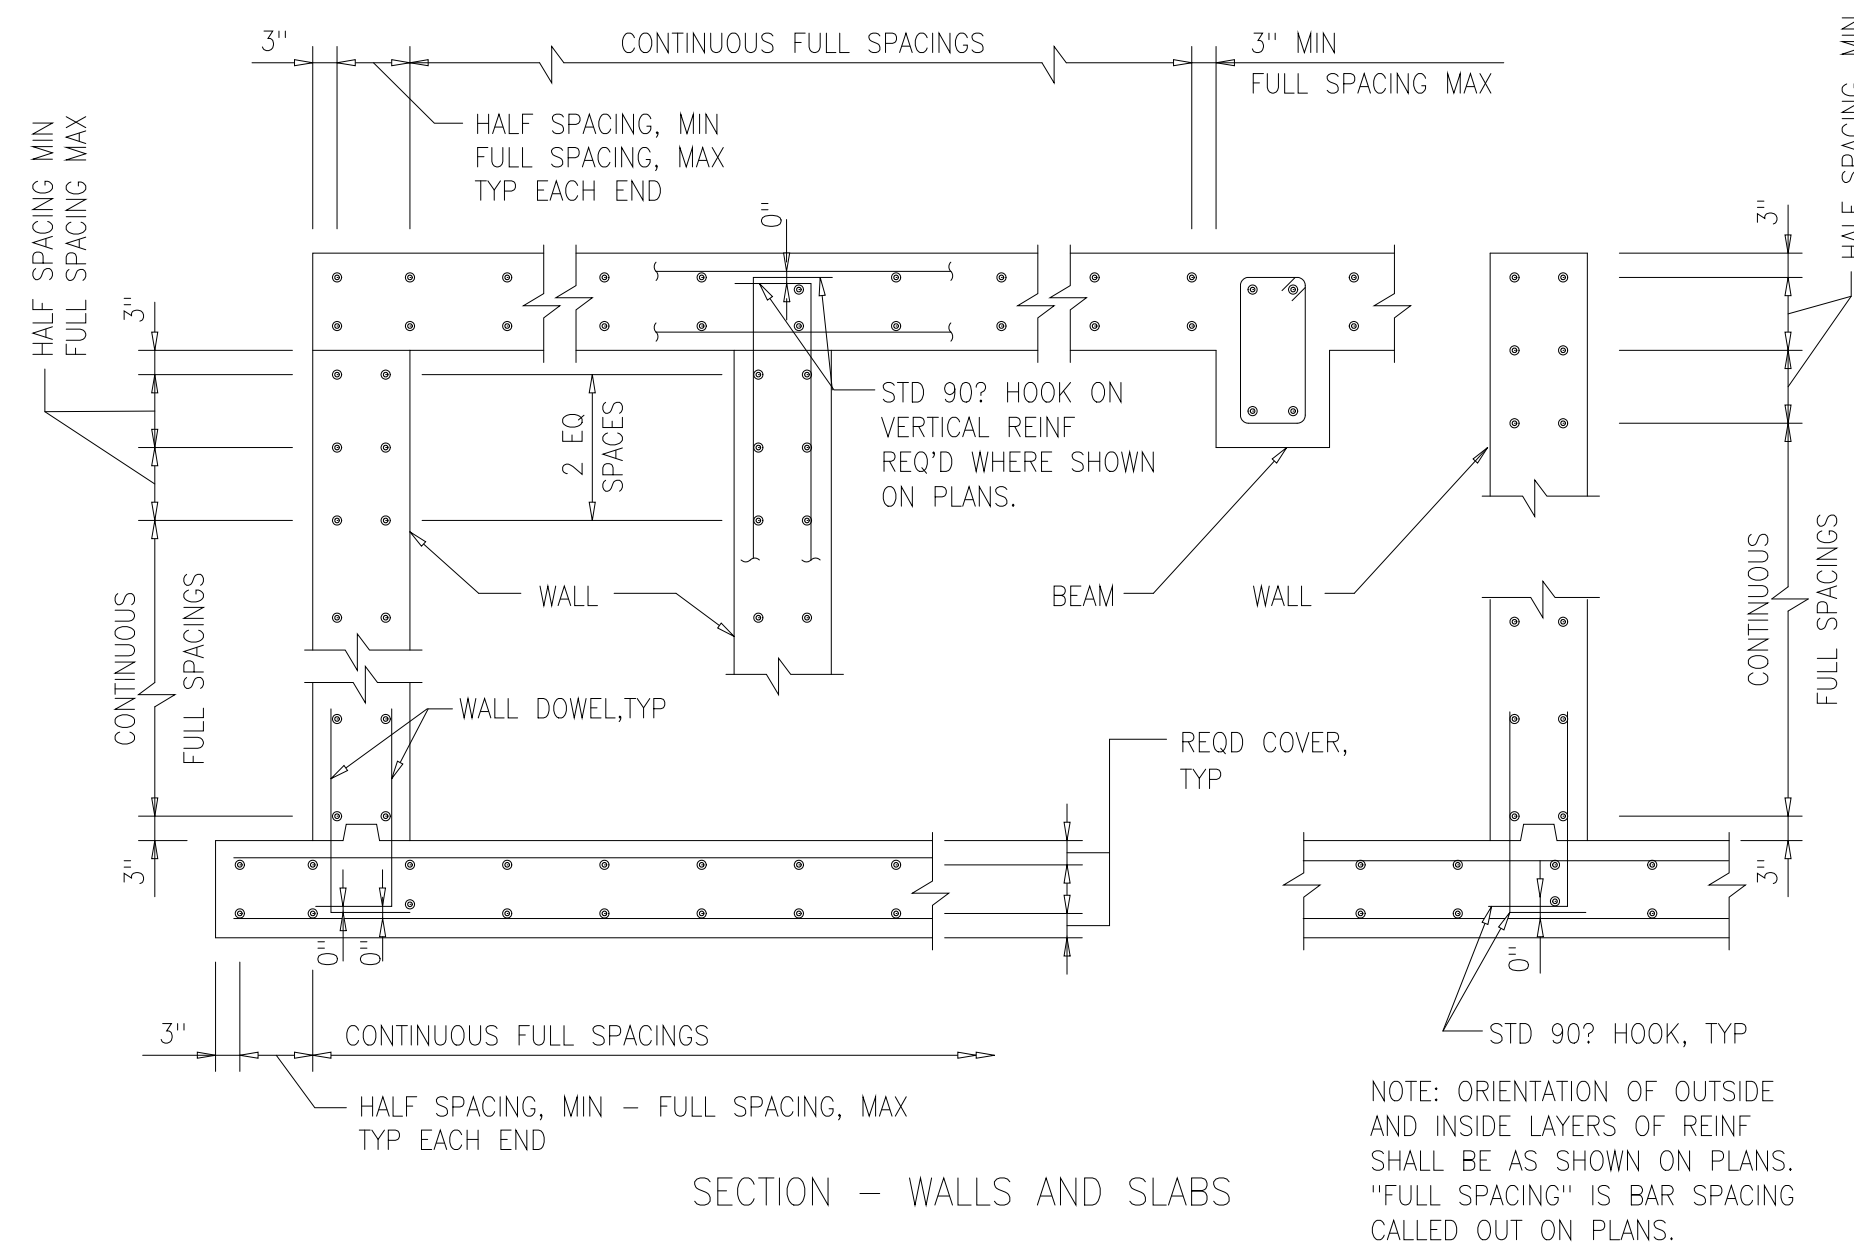 3"
CONTINUOUS FULL SPACINGS
3" MIN
FULL SPACING MAX
HALF SPACING, MIN
FULL SPACING, MAX
TYP EACH END
HALF SPACING MIN
FULL SPACING MAX
3"
0"
3"
HALF SPACING MIN
2 EQ
SPACES
STD 90? HOOK ON
VERTICAL REINF
REQ'D WHERE SHOWN
ON PLANS.
WALL
BEAM
WALL
CONTINUOUS
FULL SPACINGS
CONTINUOUS
FULL SPACINGS
WALL DOWEL,TYP
REQD COVER,
TYP
3"
3"
0"
0"
0"
3"
CONTINUOUS FULL SPACINGS
HALF SPACING, MIN - FULL SPACING, MAX
TYP EACH END
STD 90? HOOK, TYP
NOTE: ORIENTATION OF OUTSIDE
AND INSIDE LAYERS OF REINF
SHALL BE AS SHOWN ON PLANS.
"FULL SPACING" IS BAR SPACING
CALLED OUT ON PLANS.
SECTION - WALLS AND SLABS